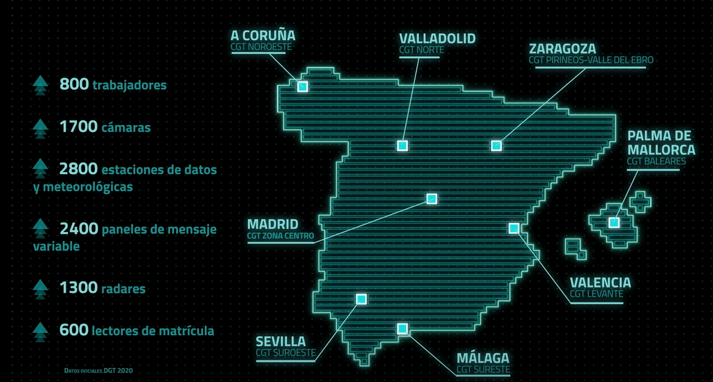 A CORUÑA
CGT NOROESTE
VALLADOLID
CGT NORTE
ZARAGOZA
CGT PIRINEOS-VALLE DEL EBRO
800 trabajadores
1700 cámaras
2800 estaciones de datos
y meteorológicas
2400 paneles de mensaje
variable
1300 radares
600 lectores de matrícula
PALMA DE
MALLORCA
CGT BALEARES
MADRID
CGT ZONA CENTRO
VALENCIA
CGT LEVANTE
SEVILLA
CGT SUROESTE
MÁLAGA
CGT SURESTE
DATOS OFICIALES DGT 2020